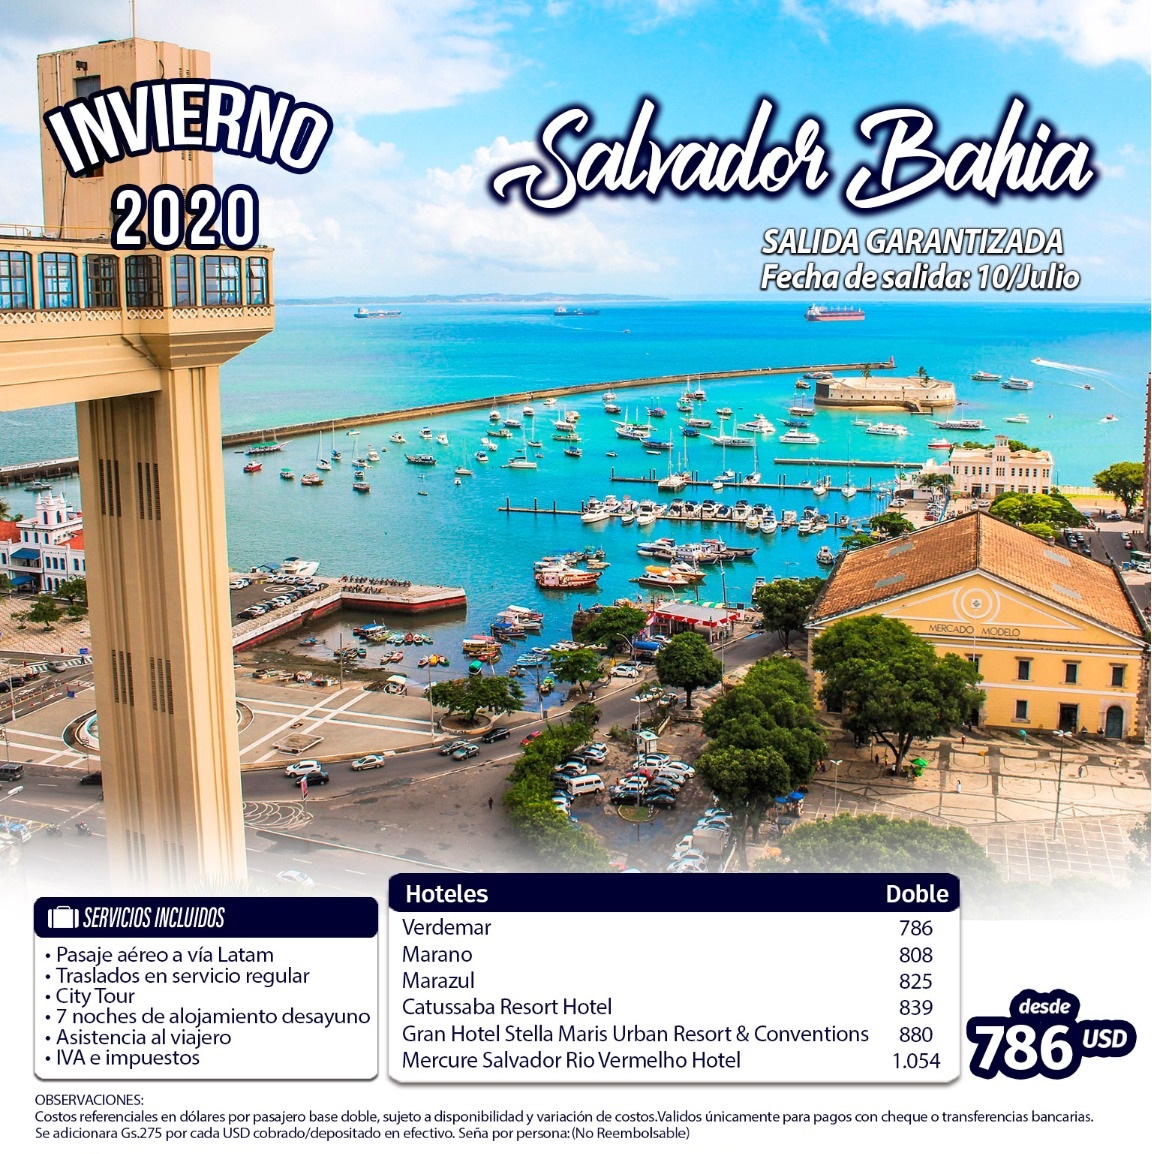 INVIERNO
2020
Salvador Bahia
SALIDA GARANTIZADA
Fecha de salida: 10/Julio
MERCADO MODELO
SERVICIOS INCLUIDOS
• Pasaje aéreo a vía Latam
• Traslados en servicio regular
• City Tour
• 7 noches de alojamiento desayuno
• Asistencia al viajero
• IVA e impuestos
Hoteles Doble
Verdemar 786
Marano 808
Marazul 825
Catussaba Resort Hotel 839
Gran Hotel Stella Maris Urban Resort & Conventions 880
Mercure Salvador Rio Vermelho Hotel 1.054
desde
786 USD
OBSERVACIONES:
Costos referenciales en dólares por pasajero base doble, sujeto a disponibilidad y variación de costos.Validos únicamente para pagos con cheque o transferencias bancarias.
Se adicionara Gs.275 por cada USD cobrado/depositado en efectivo. Seña por persona: (No Reembolsable)